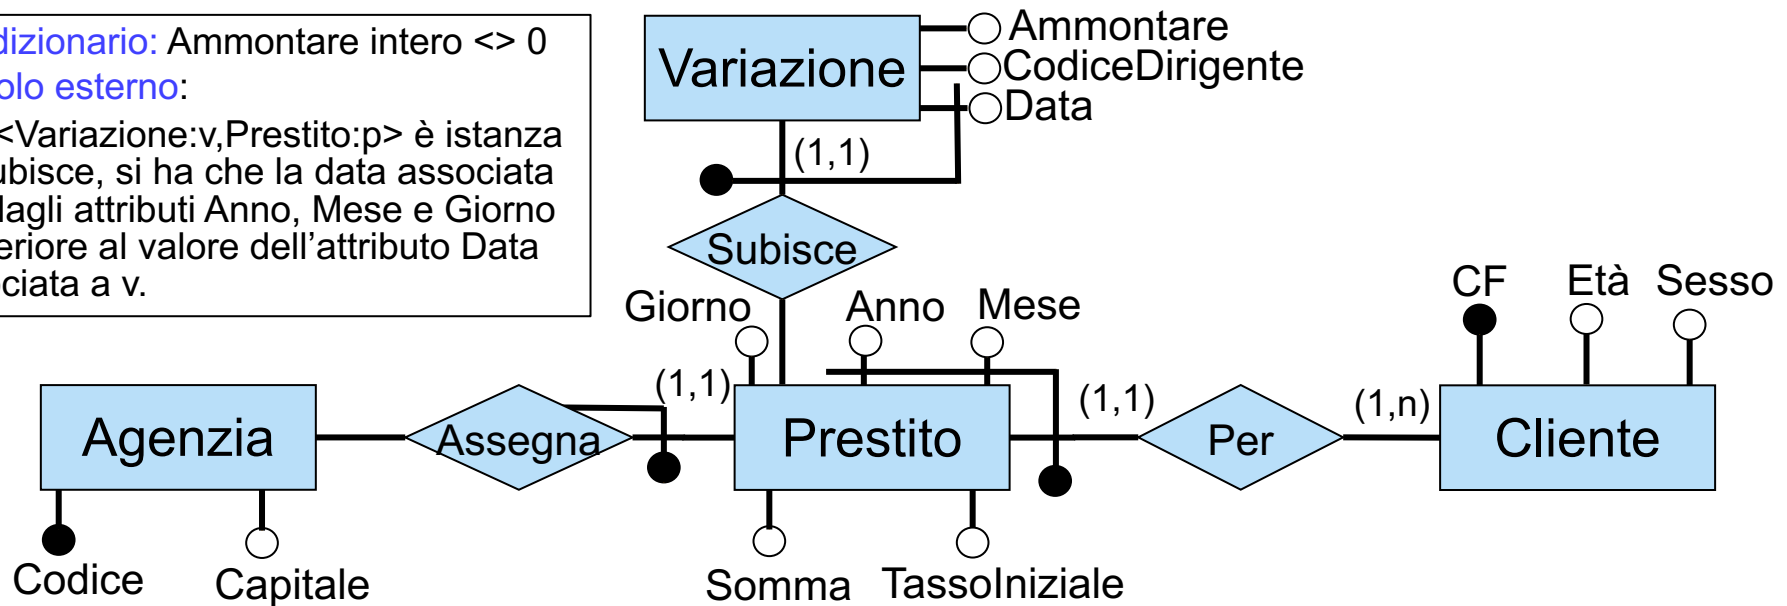 dizionario: Ammontare intero <> 0
olo esterno:
<Variazione:v,Prestito:p> è istanza
ubisce, si ha che la data associata
dagli attributi Anno, Mese e Giorno
eriore al valore dell’attributo Data
ociata a v.
Variazione
Ammontare
CodiceDirigente
Data
(1,1)
Subisce
Giorno
Anno
Mese
CF
Età
Sesso
Agenzia
Assegna
(1,1)
Prestito
(1,1)
Per
(1,n)
Cliente
Codice
Capitale
Somma
TassoIniziale